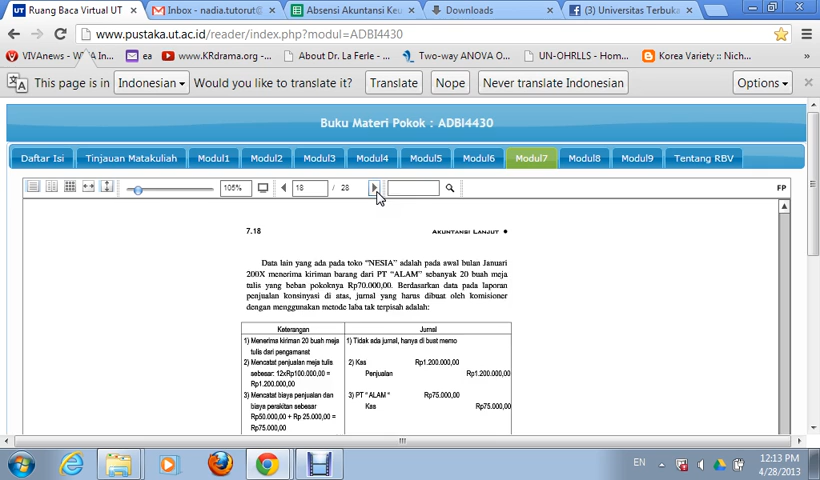 Ruang Baca Virtual UT
Inbox - nadia.tutorut@
Absensi Akuntansi Keu
Downloads
(3) Universitas Terbuka
www.pustaka.ut.ac.id/reader/index.php?modul=ADBI4430
VIVAnews - W
Inf...
www.KRdrama.org -...
About Dr. La Ferle - ...
Two-way ANOVA O...
UN-OHRLLS - Hom...
Korea Variety :: Nich...
»
This page is in Indonesian Would you like to translate it? Translate Nope Never translate Indonesian Options
Buku Materi Pokok : ADBI4430
Daftar Isi Tinjauan Matakuliah Modul1 Modul2 Modul3 Modul4 Modul5 Modul6 Modul7 Modul8 Modul9 Tentang RBV
105% 18 / 28 FP
7.18 AKUNTANSI LANJUT ●
Data lain yang ada pada toko “NESIA” adalah pada awal bulan Januari
200X menerima kiriman barang dari PT “ALAM” sebanyak 20 buah meja
tulis yang beban pokoknya Rp70.000,00. Berdasarkan data pada laporan
penjualan konsinyasi di atas, jurnal yang harus dibuat oleh komisioner
dengan menggunakan metode laba tak terpisah adalah:
Keterangan Jurnal
1) Menerima kiriman 20 buah meja 1) Tidak ada jurnal, hanya di buat memo
tulis dari pengamanat
2) Mencatat penjualan meja tulis 2) Kas Rp1.200.000,00
sebesar: 12xRp100.000,00 = Penjualan Rp1.200.000,00
Rp1.200.000,00
3) Mencatat biaya penjualan dan 3) PT “ ALAM “ Rp75.000,00
biaya perakitan sebesar Kas Rp75.000,00
Rp50.000,00 + Rp 25.000,00 =
Rp75.000,00
EN
12:13 PM
4/28/2013